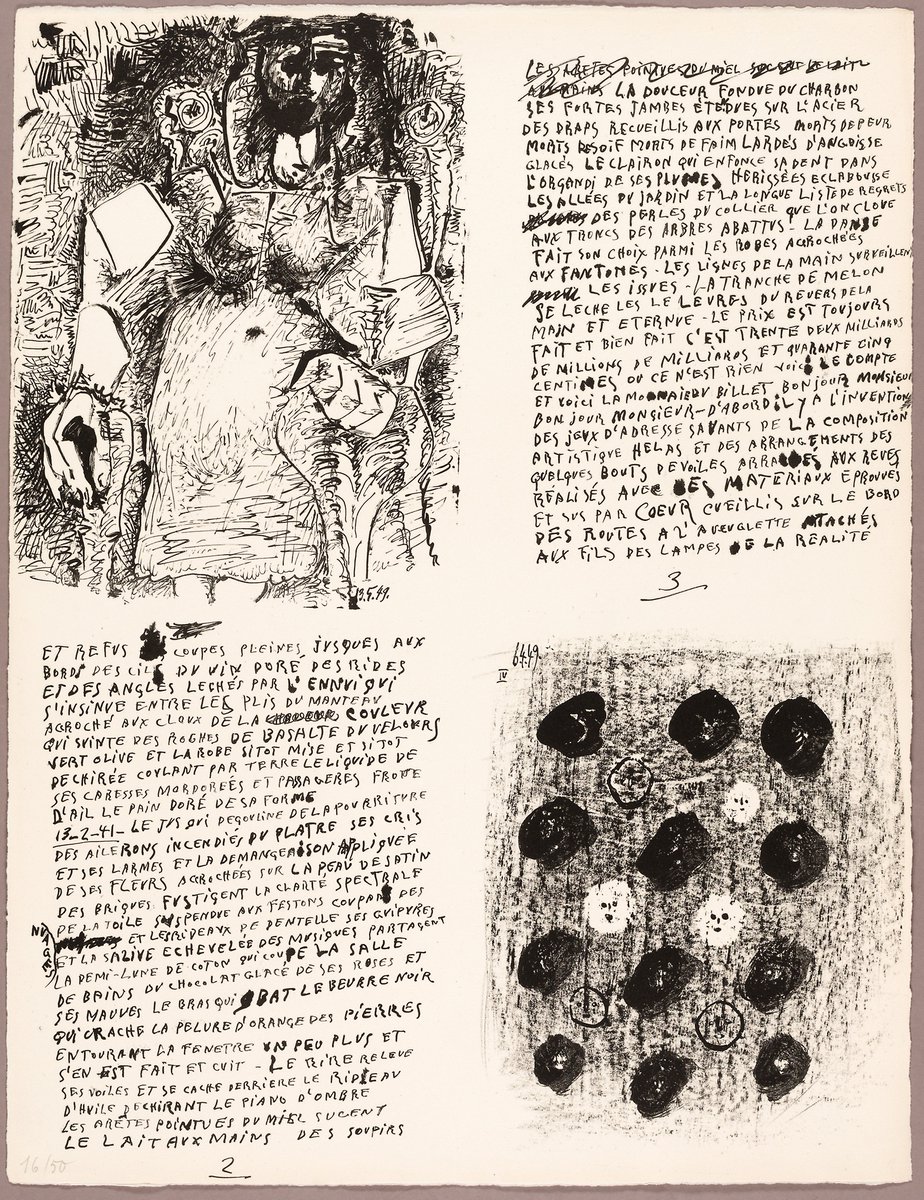 13.4.49.
LES ARETES POINTUES DU MIEL
AUX MAINS LA DOUCEUR FONDUE DU CHARBON
SES FORTES JAMBES ETENDUES SUR L'ACIER
DES DRAPS RECUEILLIS AUX PORTES MORTS DE PEUR
MORTS DE SOIF MORTS DE FAIM LARDÉS D'ANGOISSE
GLACÉS LE CLAIRON QUI ENFONCE SA DENT DANS
L'ORGANDI DE SES PLUMES HERISSÉES ECLABOUSSE
LES ALLÉES DU JARDIN ET LA LONGUE LISTE DE REGRETS
DES PERLES DU COLLIER QUE L'ON CLOUE
AUX TRONCS DES ARBRES ABATTUS - LA DANSE
FAIT SON CHOIX PARMI LES ROBES ACROCHÉES
AUX FANTOMES - LES LIGNES DE LA MAIN SURVEILLENT
LES ISSUES - LA TRANCHE DE MELON
SE LECHE LES LE LEVRES DU REVERS DE LA
MAIN ET ETERNUE - LE PRIX EST TOUJOURS
FAIT ET BIEN FAIT C'EST TRENTE DEUX MILLIARDS
DE MILLIONS DE MILLIARDS ET QUARANTE CINQ
CENTIMES OU CE N'EST RIEN VOICI LE COMPTE
ET VOICI LA MONNAIE DU BILLET BONJOUR MONSIEUR
BON JOUR MONSIEUR - D'ABORD IL Y A L'INVENTION
DES JEUX D'ADRESSE SAVANTS DE LA COMPOSITION
ARTISTIQUE HELAS ET DES ARRANGEMENTS DES
QUELQUES BOUTS DE VOILES ARRACHÉS AUX REVES
REALISÉS AVEC DES MATERIAUX EPROUVÉS
ET SUS PAR COEUR CUEILLIS SUR LE BORD
DES ROUTES A L'AVEUGLETTE ATACHÉS
AUX FILS DES LAMPES DE LA REALITÉ
3
ET REFUS COUPES PLEINES JUSQUES AUX
BORDS DES CILS DU VIN DORÉ DES RIDES
ET DES ANGLES LECHÉS PAR L'ENNUI QUI
S'INSINUE ENTRE LES PLIS DU MANTEAU
ACROCHÉ AUX CLOUX DE LA COULEUR
QUI SUINTE DES ROCHES DE BASALTE DU VELOURS
VERT OLIVE ET LA ROBE SITOT MISE ET SITOT
DECHIRÉE COULANT PAR TERRE LE LIQUIDE DE
SES CARESSES MORDORÉES ET PASAGERES FROTTE
D'AIL LE PAIN DORÉ DE SA FORME
13-2-41- LE JUS QUI DEGOULINE DE LA POURRITURE
DES AILERONS INCENDIÉS DU PLATRE SES CRIS
ET SES LARMES ET LA DEMANGEAISON APPLIQUÉE
DE SES FLEURS ACROCHÉES SUR LA PEAU DE SATIN
DES BRIQUES FUSTIGENT LA CLARTÉ SPECTRALE
DE LA TOILE SUSPENDUE AUX FESTONS COUPANS DES
NUAGES ET LES RIDEAUX DE DENTELLE SES GUIPURES
ET LA SALIVE ECHEVELÉE DES MUSIQUES PARTAGENT
LA DEMI-LUNE DE COTON QUI COUPE LA SALLE
DE BAINS DU CHOCOLAT GLACÉ DE SES ROSES ET
SES MAUVES LE BRAS QUI BAT LE BEURRE NOIR
QUI CRACHE LA PELURE D'ORANGE DES PIERRES
ENTOURANT LA FENETRE UN PEU PLUS ET
S'EN EST FAIT ET CUIT - LE RIRE RELEVE
SES VOILES ET SE CACHE DERRIERE LE RIDEAU
D'HUILE DECHIRANT LE PIANO D'OMBRE
LES ARÊTES POINTUES DU MIEL SUCENT
LE LAIT AUX MAINS DES SOUPIRS
2
6.4.49.
IV
16/50